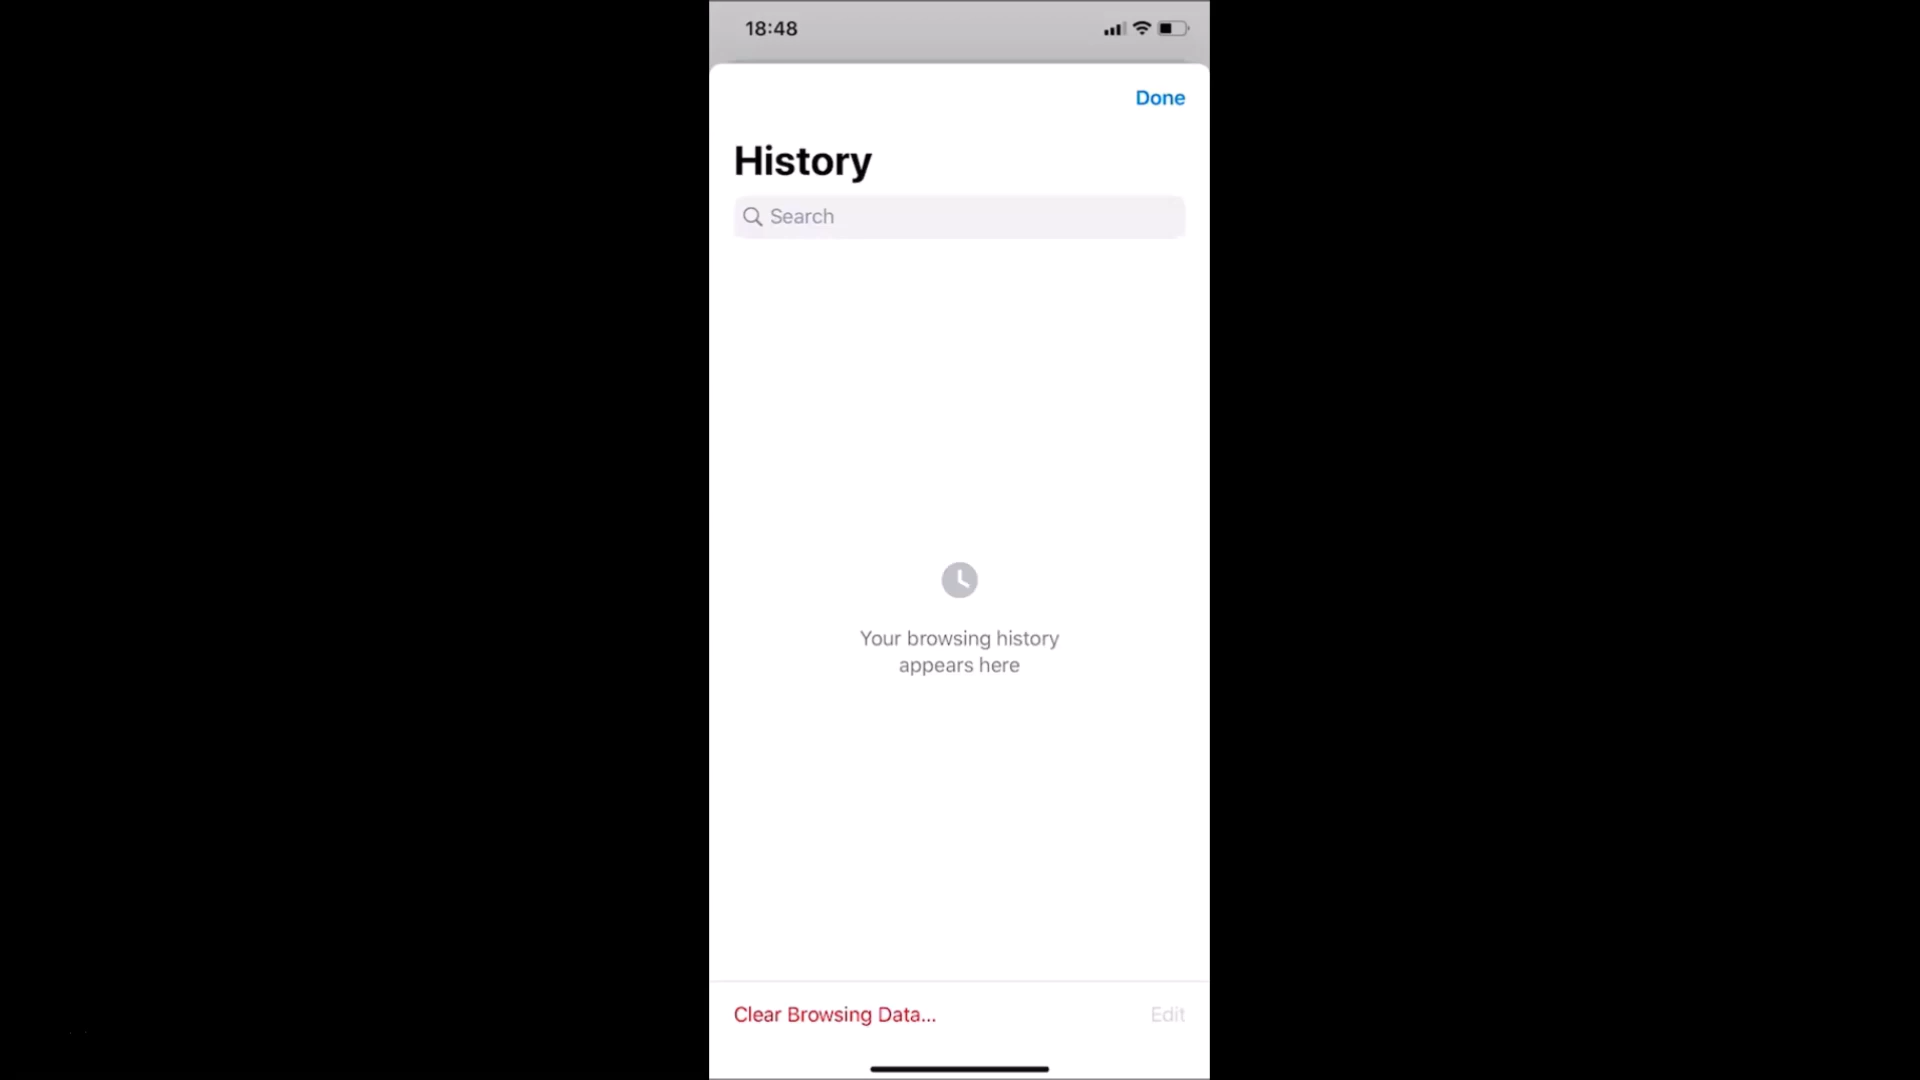 18:48
Done
History
Search
Your browsing history
appears here
Clear Browsing Data...
Edit